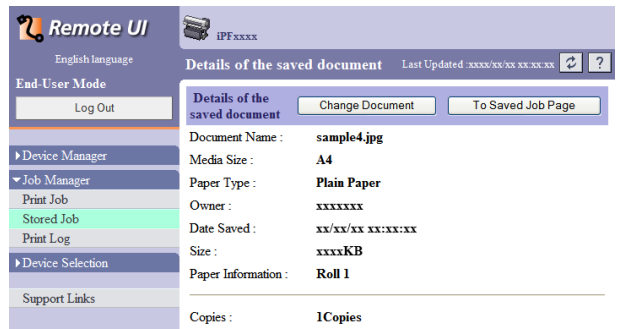 Remote UI
English language
End-User Mode
Log Out
Device Manager
Job Manager
Print Job
Stored Job
Print Log
Device Selection
Support Links
iPFxxxx
Details of the saved document Last Updated :xxxx/xx/xx xx:xx:xx ?
Details of the saved document Change Document To Saved Job Page
Document Name : sample4.jpg
Media Size : A4
Paper Type : Plain Paper
Owner : xxxxxxx
Date Saved : xx/xx/xx xx:xx:xx
Size : xxxxKB
Paper Information : Roll 1
Copies : 1Copies